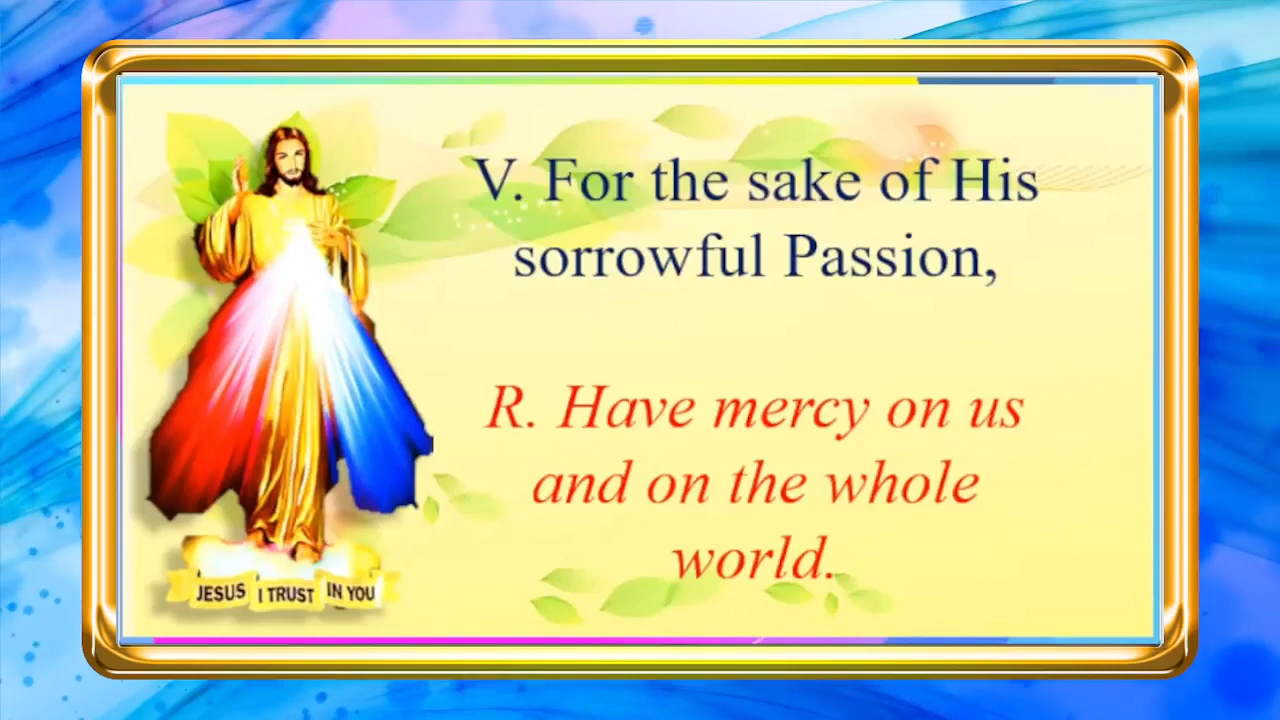 V. For the sake of His
sorrowful Passion,
R. Have mercy on us
and on the whole
world.
JESUS I TRUST IN YOU